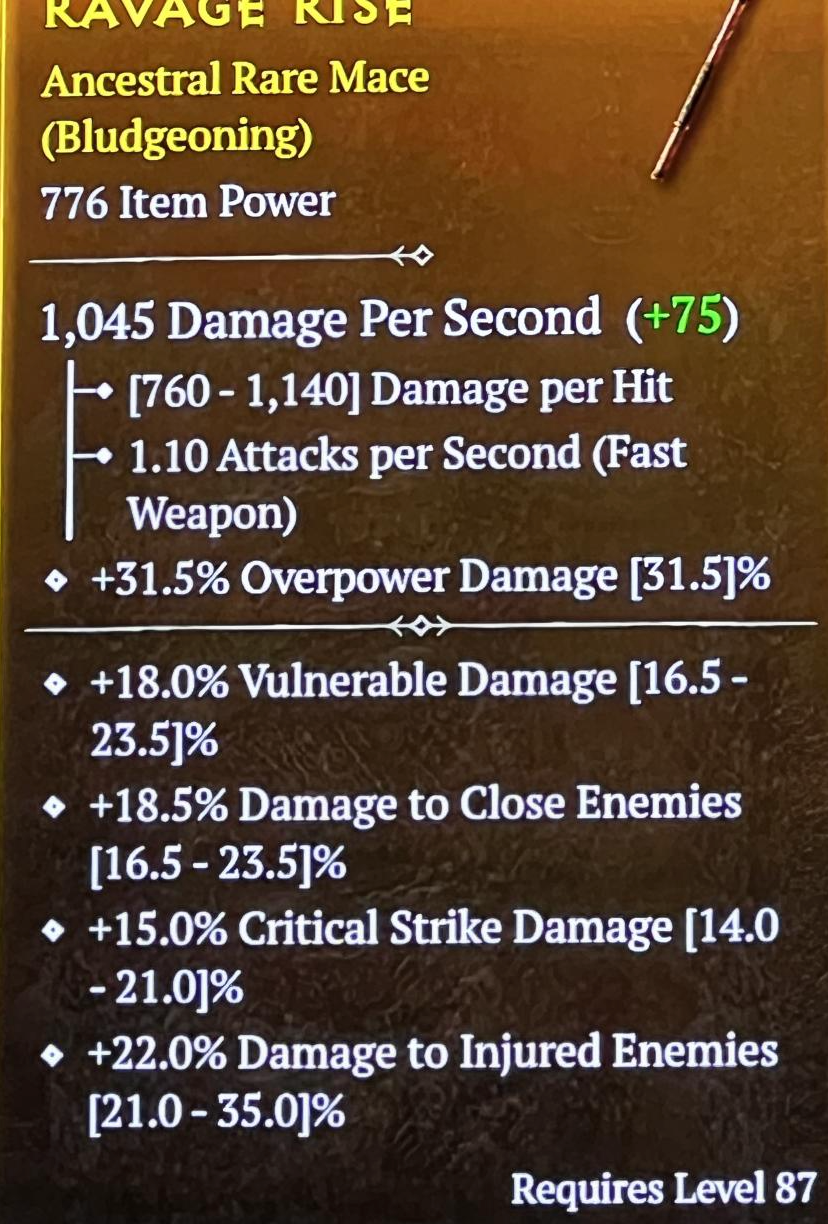 RAVAGE RISE
Ancestral Rare Mace
(Bludgeoning)
776 Item Power
1,045 Damage Per Second (+75)
[760 - 1,140] Damage per Hit
1.10 Attacks per Second (Fast
Weapon)
+31.5% Overpower Damage [31.5]%
+18.0% Vulnerable Damage [16.5 -
23.5]%
+18.5% Damage to Close Enemies
[16.5 - 23.5]%
+15.0% Critical Strike Damage [14.0
- 21.0]%
+22.0% Damage to Injured Enemies
[21.0 - 35.0]%
Requires Level 87